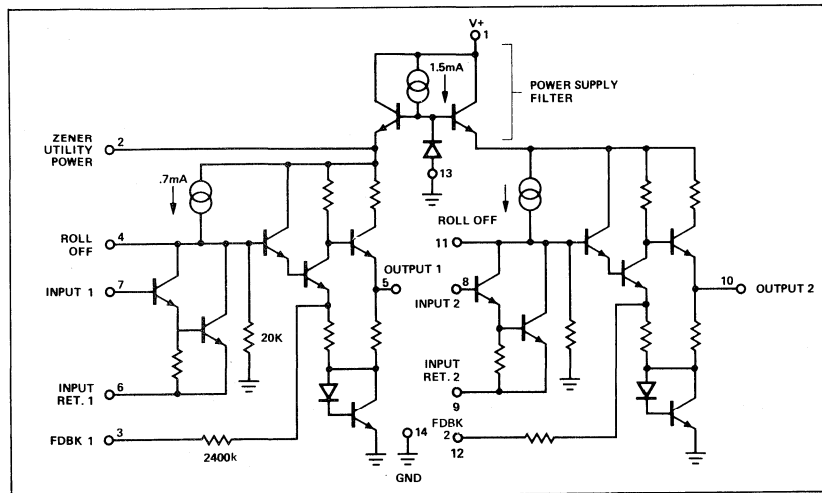 V+
1
1.5mA
POWER SUPPLY
FILTER
ZENER
UTILITY
POWER
2
13
.7mA
ROLL
OFF
4
ROLL OFF
11
INPUT 1
7
OUTPUT 1
5
8
INPUT 2
10
OUTPUT 2
20K
INPUT
RET. 1
6
INPUT
RET. 2
9
FDBK 1
3
2400k
14
GND
FDBK
2
12